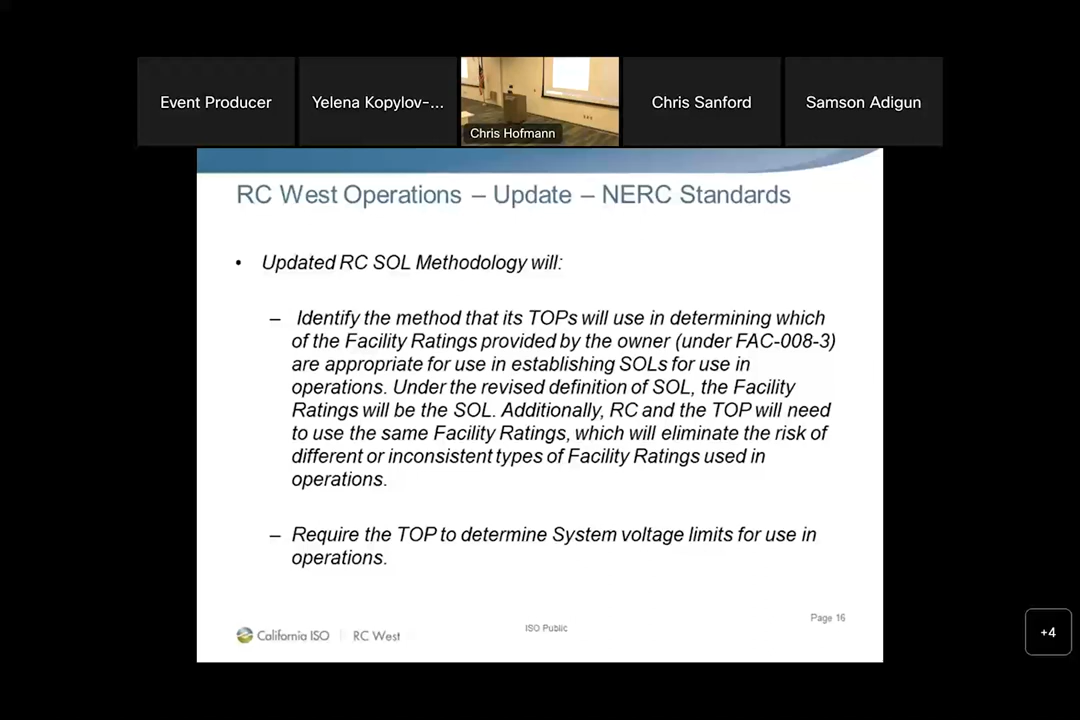 Event Producer
Yelena Kopylov-...
Chris Hofmann
Chris Sanford
Samson Adigun
RC West Operations – Update – NERC Standards
• Updated RC SOL Methodology will:
– Identify the method that its TOPs will use in determining which
of the Facility Ratings provided by the owner (under FAC-008-3)
are appropriate for use in establishing SOLs for use in
operations. Under the revised definition of SOL, the Facility
Ratings will be the SOL. Additionally, RC and the TOP will need
to use the same Facility Ratings, which will eliminate the risk of
different or inconsistent types of Facility Ratings used in
operations.
– Require the TOP to determine System voltage limits for use in
operations.
California ISO | RC West
ISO Public
Page 16
+4